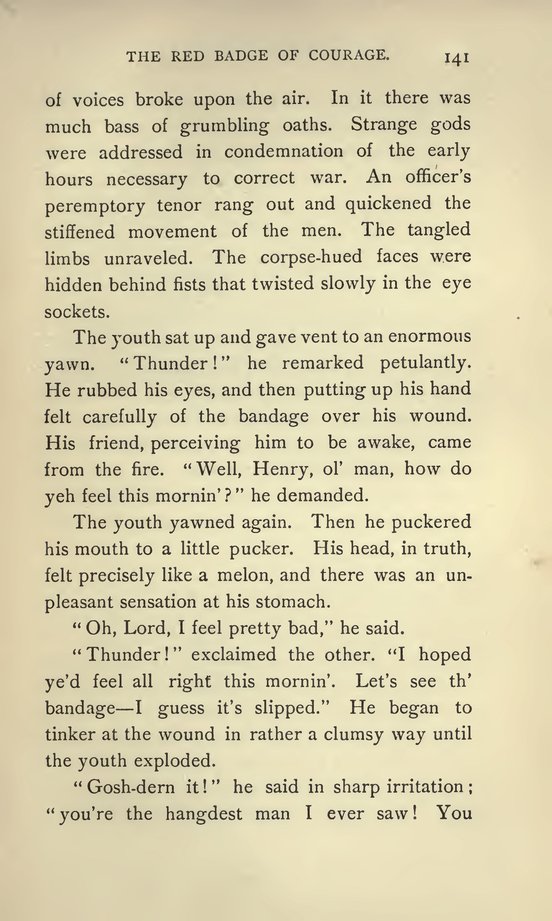 THE RED BADGE OF COURAGE. 141
of voices broke upon the air. In it there was
much bass of grumbling oaths. Strange gods
were addressed in condemnation of the early
hours necessary to correct war. An officer's
peremptory tenor rang out and quickened the
stiffened movement of the men. The tangled
limbs unraveled. The corpse-hued faces were
hidden behind fists that twisted slowly in the eye
sockets.
The youth sat up and gave vent to an enormous
yawn. "Thunder!" he remarked petulantly.
He rubbed his eyes, and then putting up his hand
felt carefully of the bandage over his wound.
His friend, perceiving him to be awake, came
from the fire. "Well, Henry, ol' man, how do
yeh feel this mornin'?" he demanded.
The youth yawned again. Then he puckered
his mouth to a little pucker. His head, in truth,
felt precisely like a melon, and there was an un-
pleasant sensation at his stomach.
"Oh, Lord, I feel pretty bad," he said.
"Thunder!" exclaimed the other. "I hoped
ye'd feel all right this mornin'. Let's see th'
bandage—I guess it's slipped." He began to
tinker at the wound in rather a clumsy way until
the youth exploded.
"Gosh-dern it!" he said in sharp irritation;
"you're the hangdest man I ever saw! You